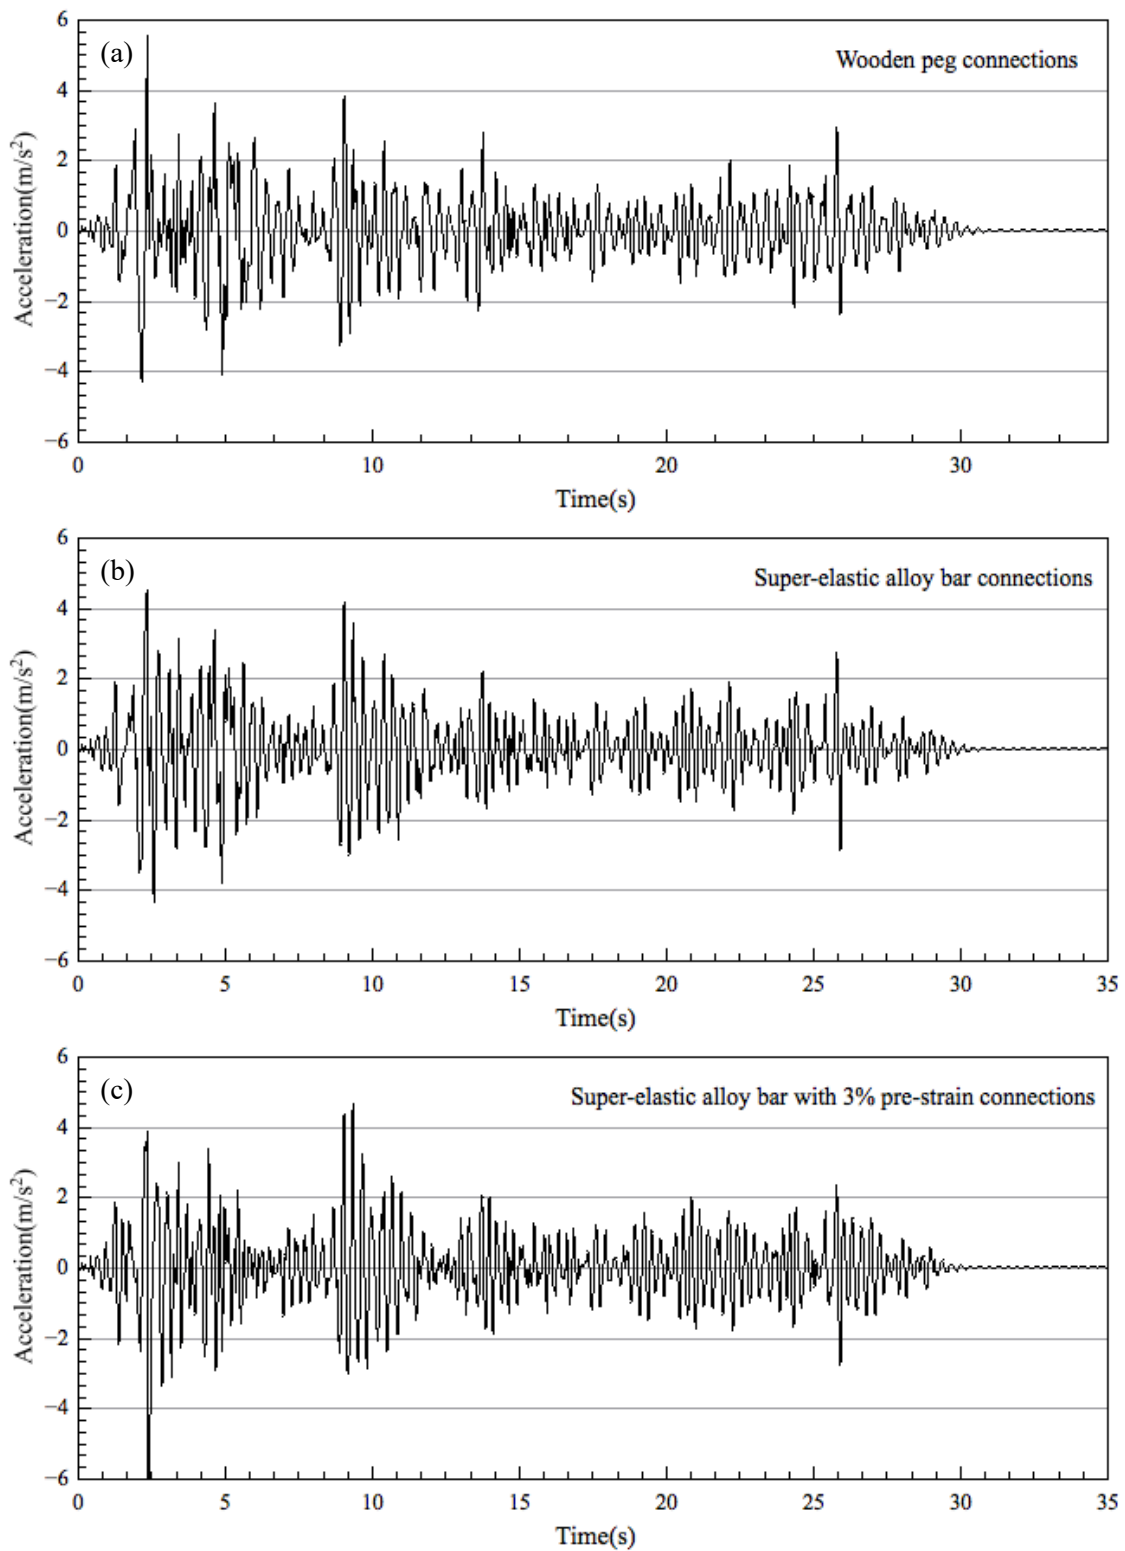 (a)
Wooden peg connections
Acceleration(m/s²)
6
4
2
0
−2
−4
−6
0 10 20 30
Time(s)
(b)
Super-elastic alloy bar connections
Acceleration(m/s²)
6
4
2
0
−2
−4
−6
0 5 10 15 20 25 30 35
Time(s)
(c)
Super-elastic alloy bar with 3% pre-strain connections
Acceleration(m/s²)
6
4
2
0
−2
−4
−6
0 5 10 15 20 25 30 35
Time(s)